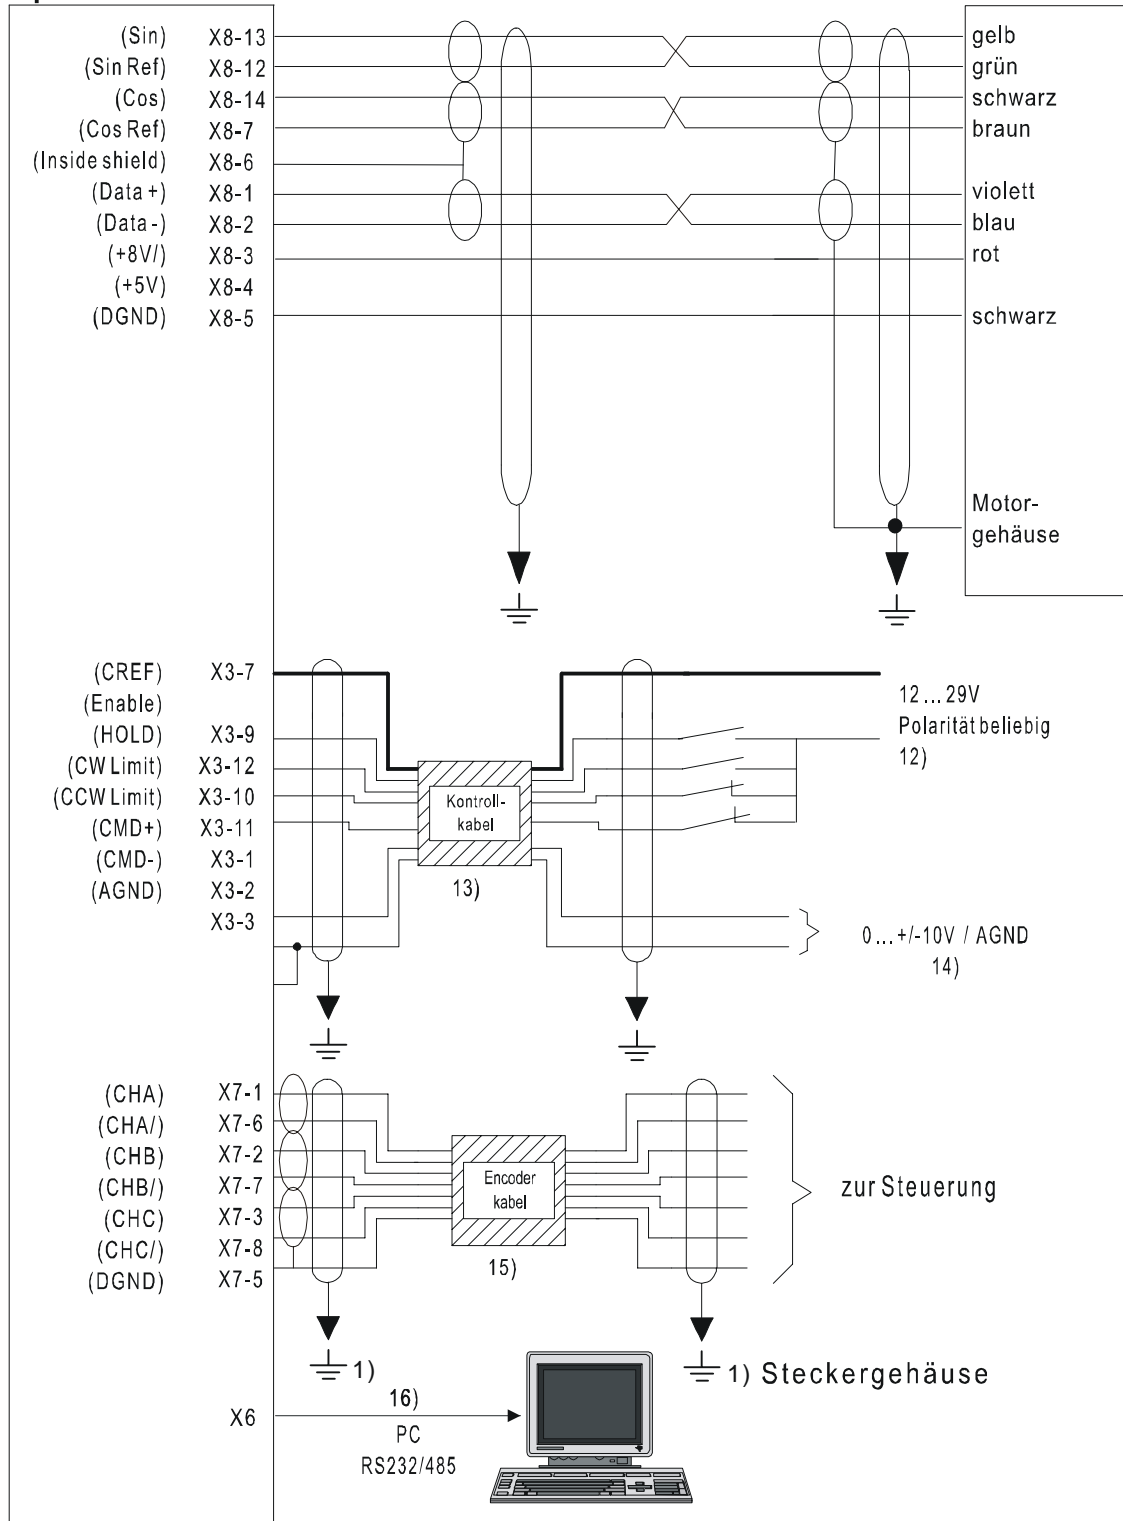 (Sin) X8-13 gelb
(Sin Ref) X8-12 grün
(Cos) X8-14 schwarz
(Cos Ref) X8-7 braun
(Inside shield) X8-6
(Data +) X8-1 violett
(Data -) X8-2 blau
(+8V/) X8-3 rot
(+5V) X8-4
(DGND) X8-5 schwarz
Motor-
gehäuse
(CREF) X3-7
(Enable)
(HOLD) X3-9
(CW Limit) X3-12
(CCW Limit) X3-10
(CMD+) X3-11
(CMD-) X3-1
(AGND) X3-2
X3-3
12...29V
Polarität beliebig
12)
Kontroll-
kabel
13)
0...+/-10V / AGND
14)
(CHA) X7-1
(CHA/) X7-6
(CHB) X7-2
(CHB/) X7-7
(CHC) X7-3
(CHC/) X7-8
(DGND) X7-5
Encoder
kabel
15)
zur Steuerung
1)
1) Steckergehäuse
X6
16)
PC
RS232/485